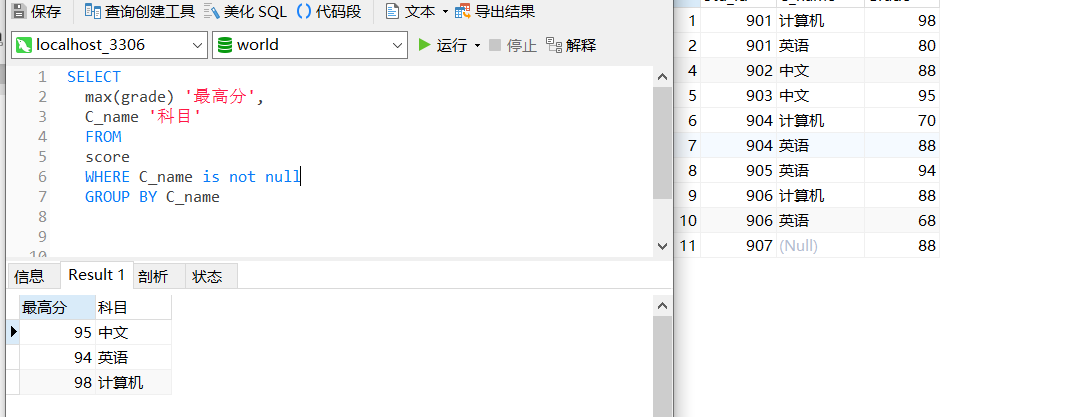 保存 查询创建工具 美化 SQL () 代码段 文本 导出结果
localhost_3306 world 运行 停止 解释
1 SELECT
2 max(grade) '最高分',
3 C_name '科目'
4 FROM
5 score
6 WHERE C_name is not null
7 GROUP BY C_name
8
9
10
信息 Result 1 剖析 状态
最高分 科目
95 中文
94 英语
98 计算机
1 901 计算机 98
2 901 英语 80
4 902 中文 88
5 903 中文 95
6 904 计算机 70
7 904 英语 88
8 905 英语 94
9 906 计算机 88
10 906 英语 68
11 907 (Null) 88